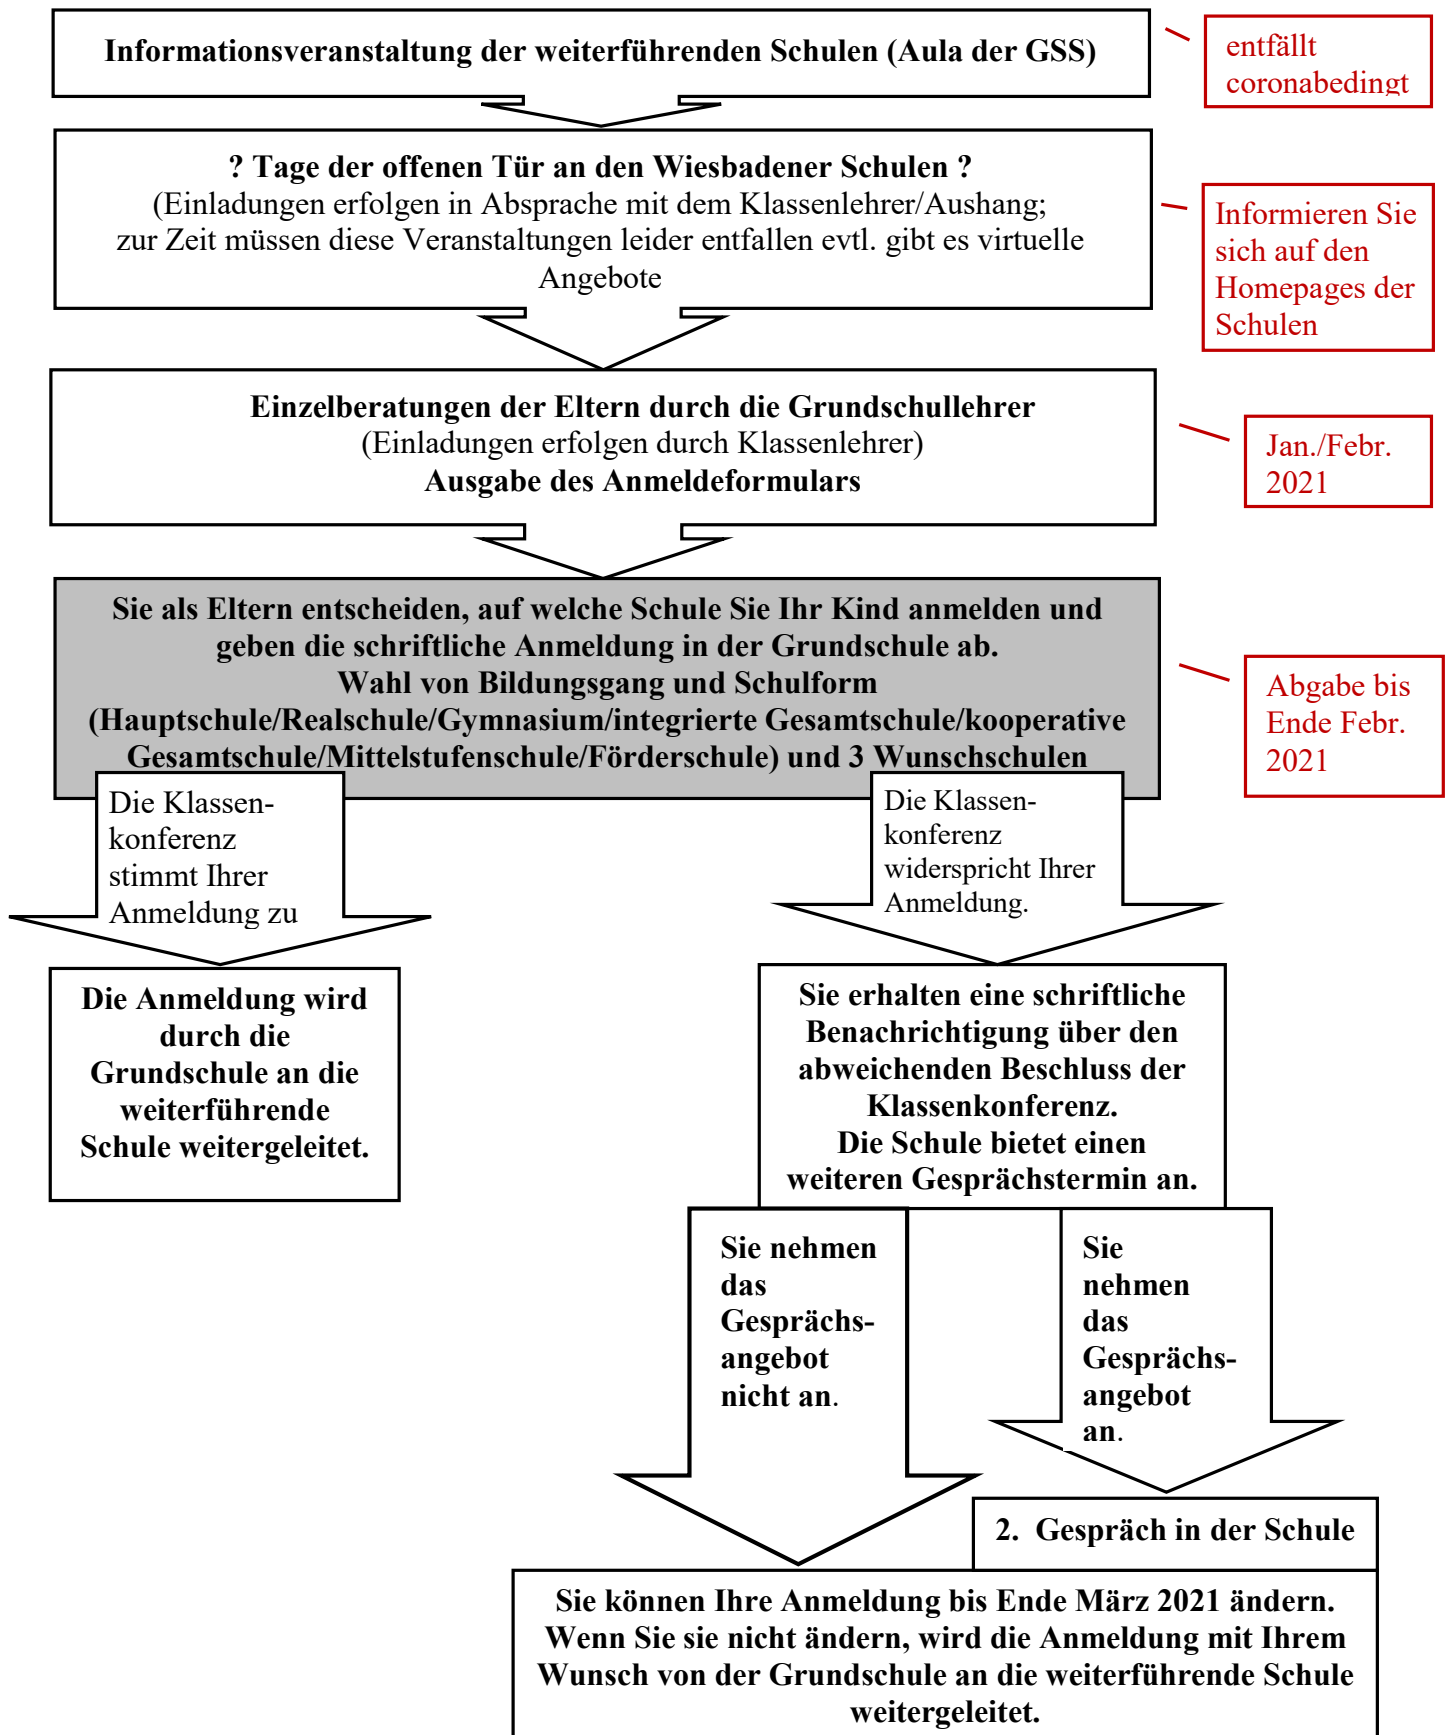 Informationsveranstaltung der weiterführenden Schulen (Aula der GSS)
entfällt
coronabedingt
? Tage der offenen Tür an den Wiesbadener Schulen ?
(Einladungen erfolgen in Absprache mit dem Klassenlehrer/Aushang;
zur Zeit müssen diese Veranstaltungen leider entfallen evtl. gibt es virtuelle
Angebote
Informieren Sie
sich auf den
Homepages der
Schulen
Einzelberatungen der Eltern durch die Grundschullehrer
(Einladungen erfolgen durch Klassenlehrer)
Ausgabe des Anmeldeformulars
Jan./Febr.
2021
Sie als Eltern entscheiden, auf welche Schule Sie Ihr Kind anmelden und
geben die schriftliche Anmeldung in der Grundschule ab.
Wahl von Bildungsgang und Schulform
(Hauptschule/Realschule/Gymnasium/integrierte Gesamtschule/kooperative
Gesamtschule/Mittelstufenschule/Förderschule) und 3 Wunschschulen
Abgabe bis
Ende Febr.
2021
Die Klassen-
konferenz
stimmt Ihrer
Anmeldung zu
Die Klassen-
konferenz
widerspricht Ihrer
Anmeldung.
Die Anmeldung wird
durch die
Grundschule an die
weiterführende
Schule weitergeleitet.
Sie erhalten eine schriftliche
Benachrichtigung über den
abweichenden Beschluss der
Klassenkonferenz.
Die Schule bietet einen
weiteren Gesprächstermin an.
Sie nehmen
das
Gesprächs-
angebot
nicht an.
Sie
nehmen
das
Gesprächs-
angebot
an.
2. Gespräch in der Schule
Sie können Ihre Anmeldung bis Ende März 2021 ändern.
Wenn Sie sie nicht ändern, wird die Anmeldung mit Ihrem
Wunsch von der Grundschule an die weiterführende Schule
weitergeleitet.